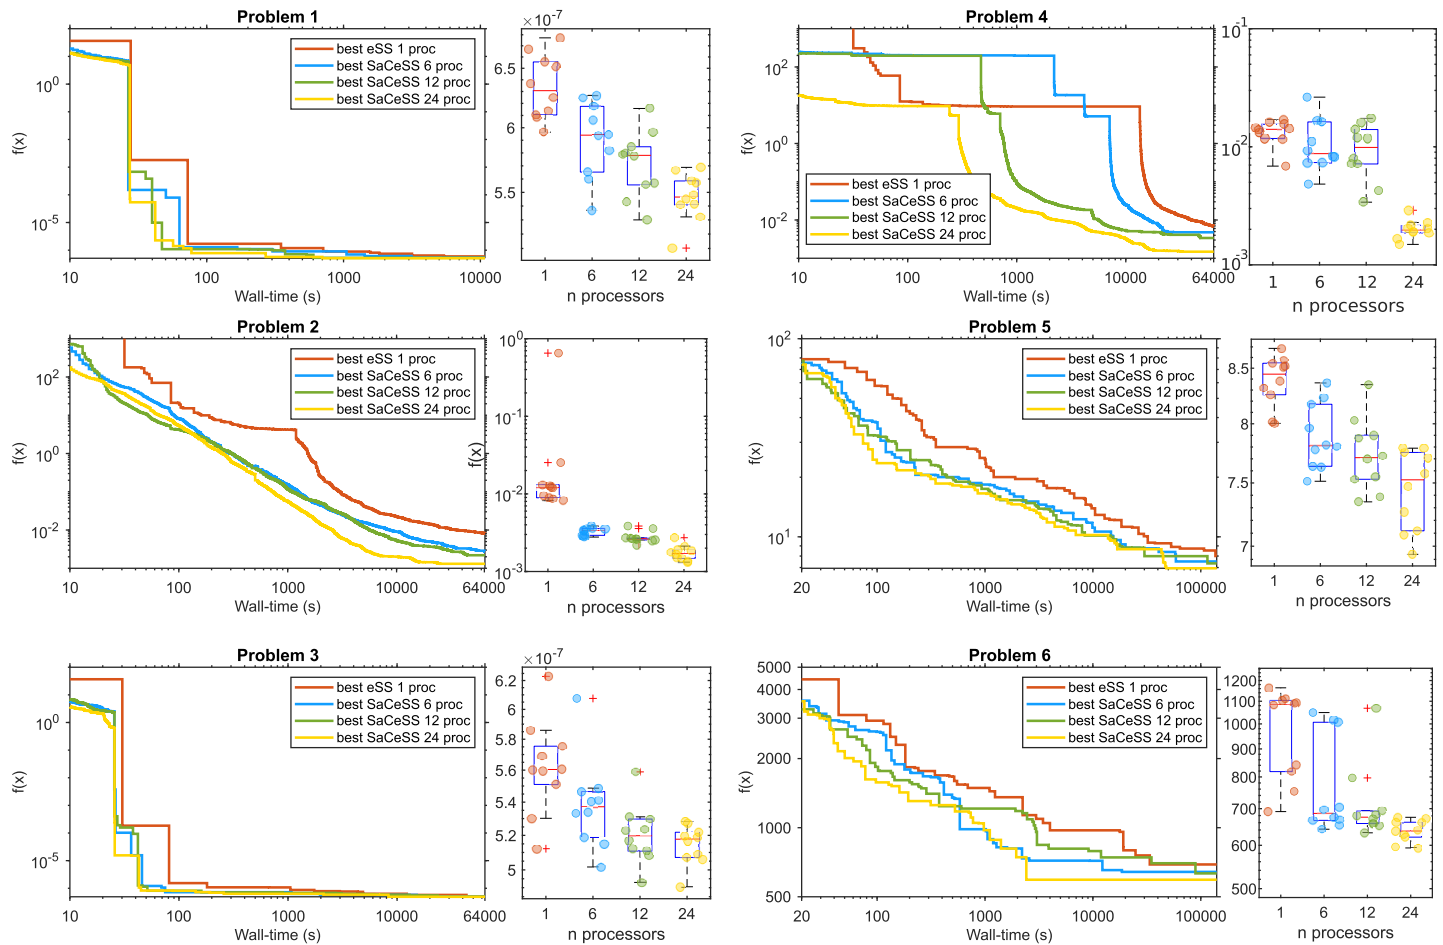 Problem 1
best eSS 1 proc
best SaCeSS 6 proc
best SaCeSS 12 proc
best SaCeSS 24 proc
10^0
10^-5
f(x)
10 100 1000 10000
Wall-time (s)
×10^-7
6.5
6
5.5
1 6 12 24
n processors
Problem 4
10^2
10^0
10^-2
f(x)
best eSS 1 proc
best SaCeSS 6 proc
best SaCeSS 12 proc
best SaCeSS 24 proc
10 100 1000 10000 64000
Wall-time (s)
10^-1
10^-2
10^-3
1 6 12 24
n processors
Problem 2
best eSS 1 proc
best SaCeSS 6 proc
best SaCeSS 12 proc
best SaCeSS 24 proc
10^2
10^0
10^-2
f(x)
10 100 1000 10000 64000
Wall-time (s)
10^0
10^-1
10^-2
10^-3
f(x)
1 6 12 24
n processors
Problem 5
best eSS 1 proc
best SaCeSS 6 proc
best SaCeSS 12 proc
best SaCeSS 24 proc
10^2
10^1
f(x)
20 100 1000 10000 100000
Wall-time (s)
8.5
8
7.5
7
1 6 12 24
n processors
Problem 3
best eSS 1 proc
best SaCeSS 6 proc
best SaCeSS 12 proc
best SaCeSS 24 proc
10^0
10^-5
f(x)
10 100 1000 10000 64000
Wall-time (s)
×10^-7
6.2
6
5.8
5.6
5.4
5.2
5
1 6 12 24
n processors
Problem 6
best eSS 1 proc
best SaCeSS 6 proc
best SaCeSS 12 proc
best SaCeSS 24 proc
5000
4000
3000
2000
1000
500
f(x)
20 100 1000 10000 100000
Wall-time (s)
1200
1100
1000
900
800
700
600
500
1 6 12 24
n processors